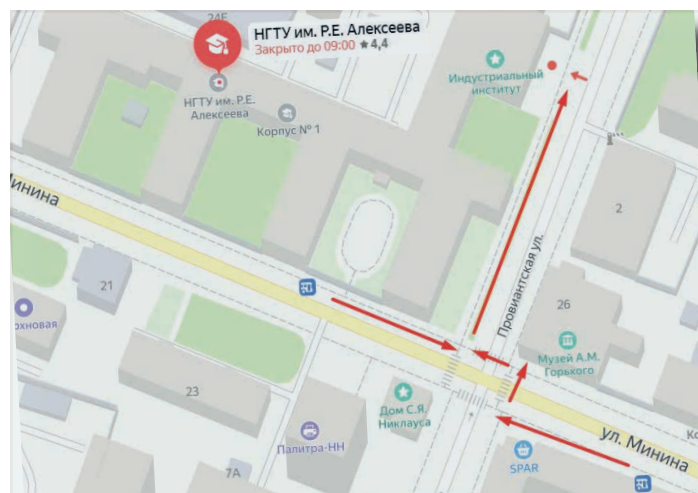 24Е
НГТУ им. Р.Е. Алексеева
Закрыто до 09:00 ★4,4
Индустриальный
институт
НГТУ им. Р.Е.
Алексеева
Корпус № 1
Минина
2
Провиантская ул.
21
26
Музей А.М.
Горького
23
Дом С.Я.
Никлауса
Палитра-НН
ул. Минина
SPAR
7А